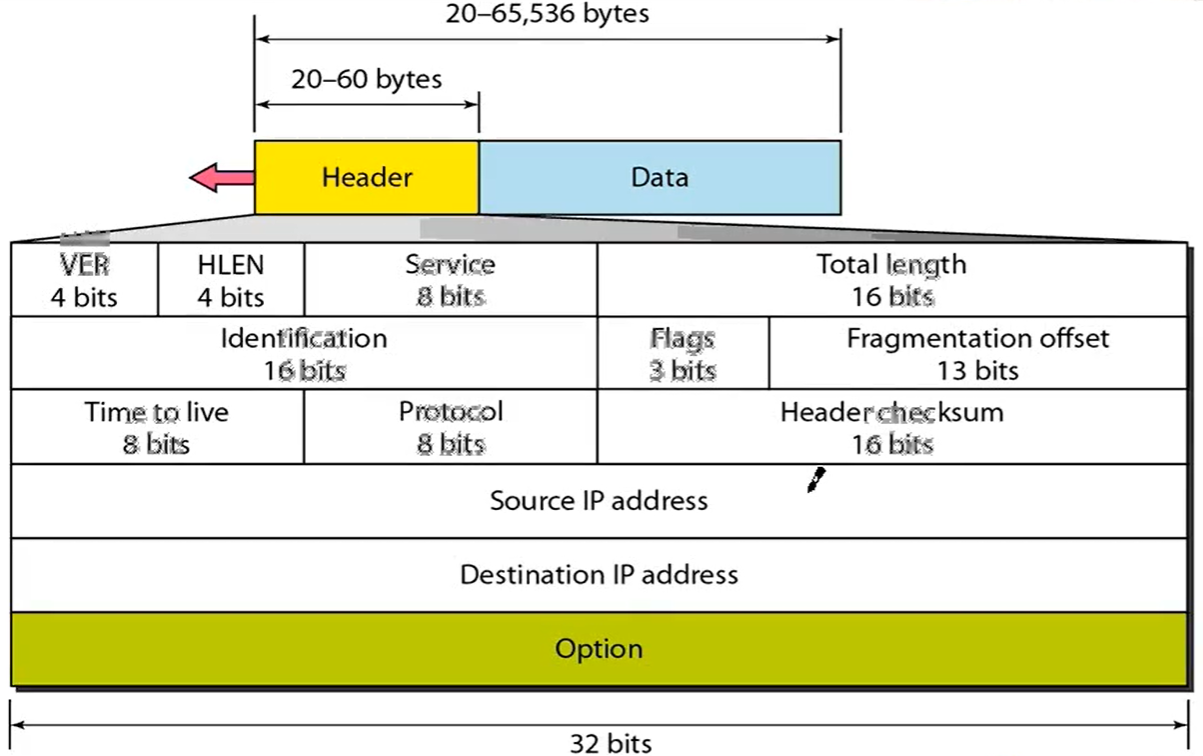 20–65,536 bytes
20–60 bytes
Header
Data
VER
4 bits
HLEN
4 bits
Service
8 bits
Total length
16 bits
Identification
16 bits
Flags
3 bits
Fragmentation offset
13 bits
Time to live
8 bits
Protocol
8 bits
Header checksum
16 bits
Source IP address
Destination IP address
Option
32 bits